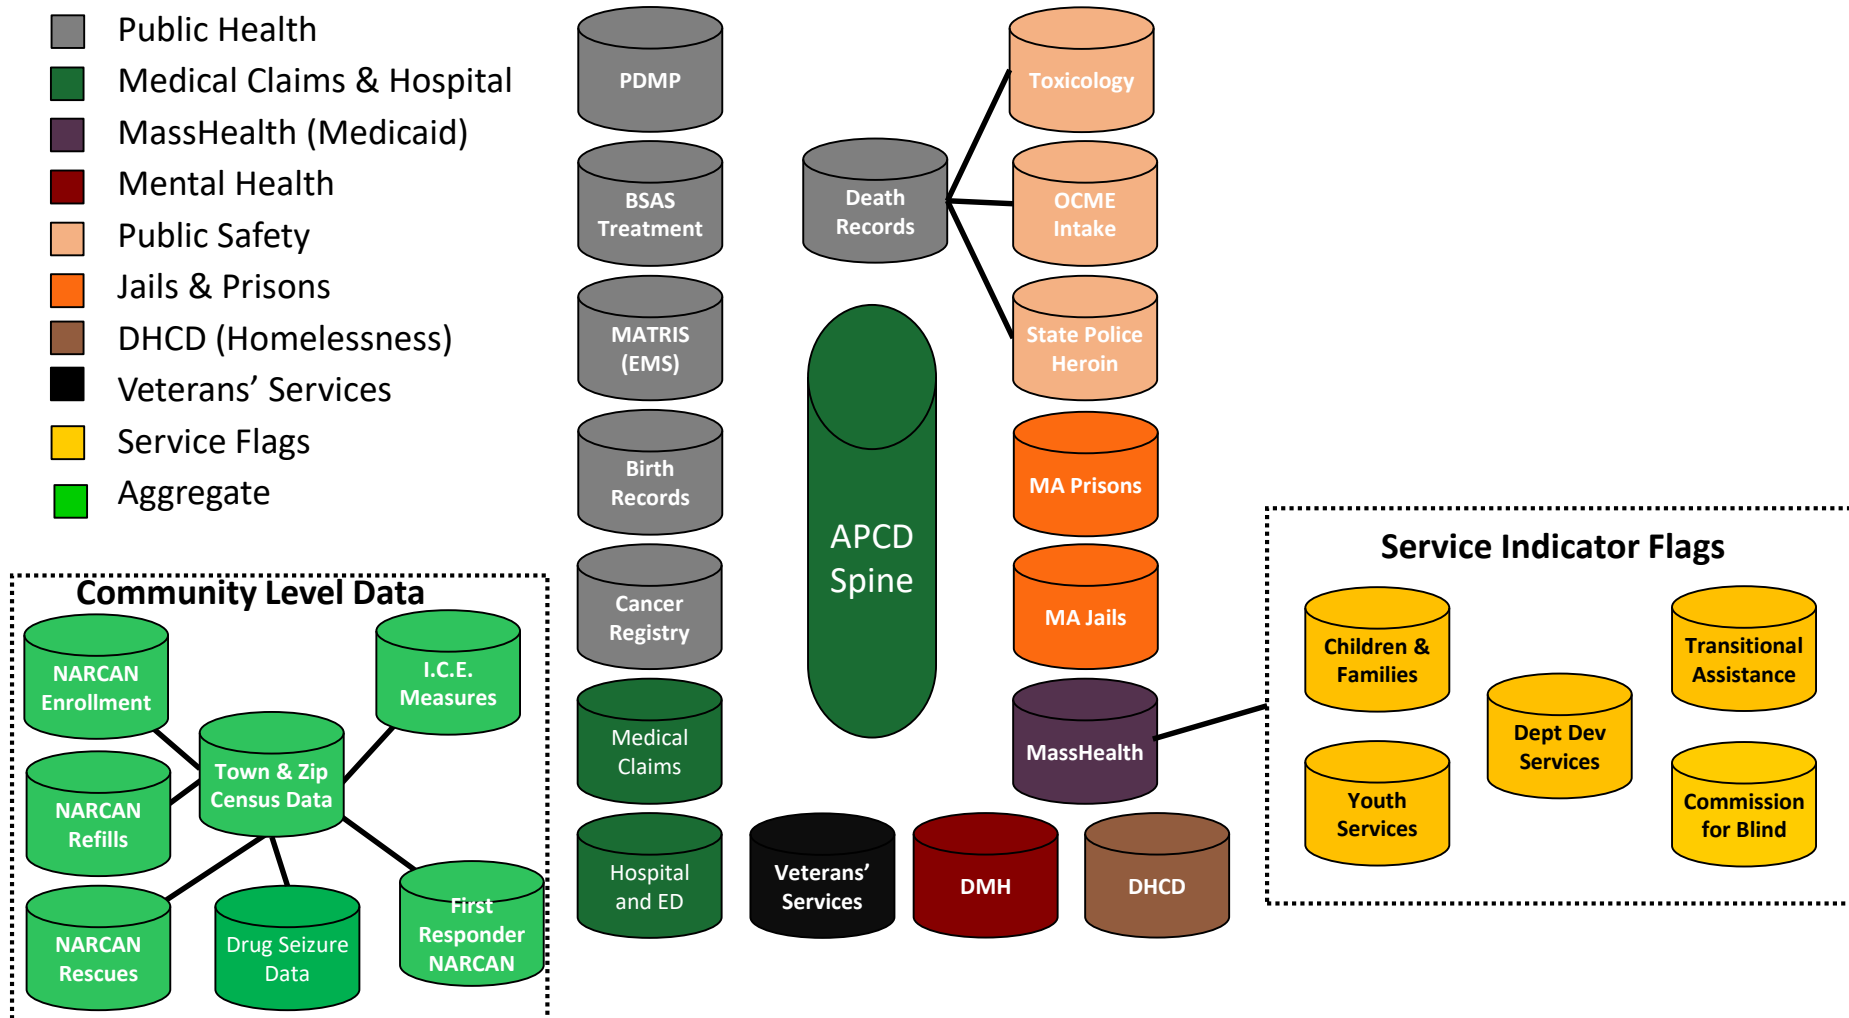 Public Health
Medical Claims & Hospital
MassHealth (Medicaid)
Mental Health
Public Safety
Jails & Prisons
DHCD (Homelessness)
Veterans’ Services
Service Flags
Aggregate
PDMP
BSAS
Treatment
MATRIS
(EMS)
Birth
Records
Cancer
Registry
Medical
Claims
Hospital
and ED
Death
Records
APCD
Spine
Toxicology
OCME
Intake
State Police
Heroin
MA Prisons
MA Jails
MassHealth
Veterans’
Services
DMH
DHCD
Community Level Data
NARCAN
Enrollment
I.C.E.
Measures
Town & Zip
Census Data
NARCAN
Refills
NARCAN
Rescues
Drug Seizure
Data
First
Responder
NARCAN
Service Indicator Flags
Children &
Families
Transitional
Assistance
Dept Dev
Services
Youth
Services
Commission
for Blind